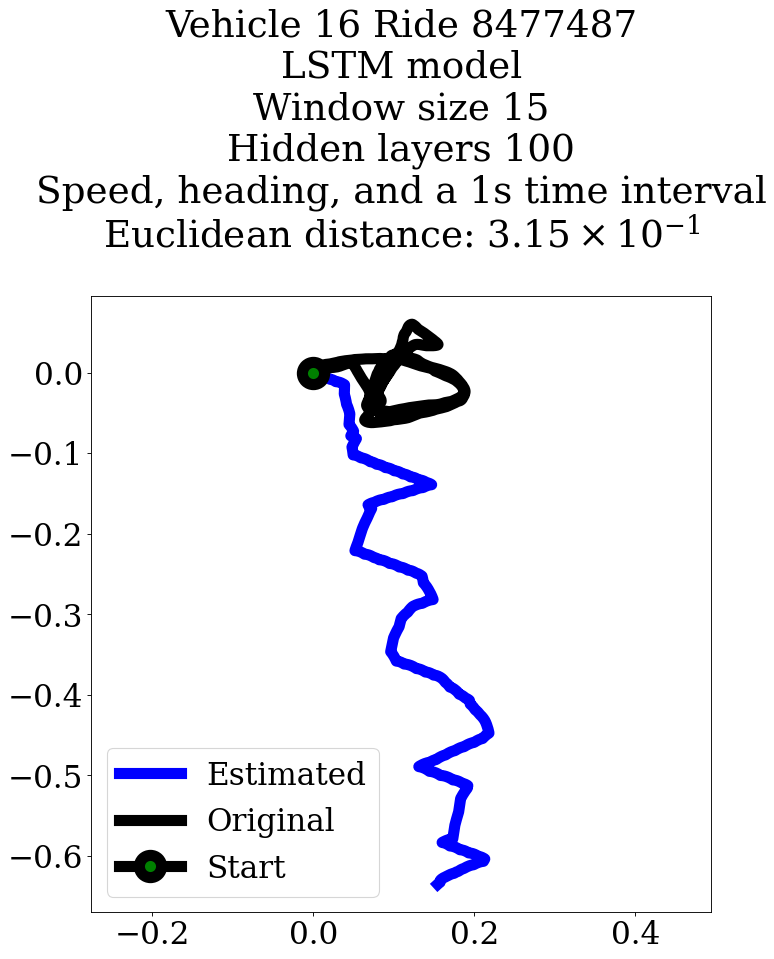 Vehicle 16 Ride 8477487
LSTM model
Window size 15
Hidden layers 100
Speed, heading, and a 1s time interval
Euclidean distance: 3.15 × 10⁻¹
0.0
−0.1
−0.2
−0.3
−0.4
−0.5
−0.6
Estimated
Original
Start
−0.2 0.0 0.2 0.4